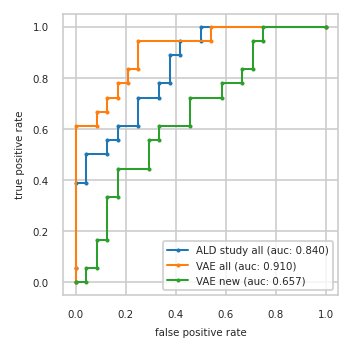 true positive rate
1.0
0.8
0.6
0.4
0.2
0.0
ALD study all (auc: 0.840)
VAE all (auc: 0.910)
VAE new (auc: 0.657)
0.0 0.2 0.4 0.6 0.8 1.0
false positive rate